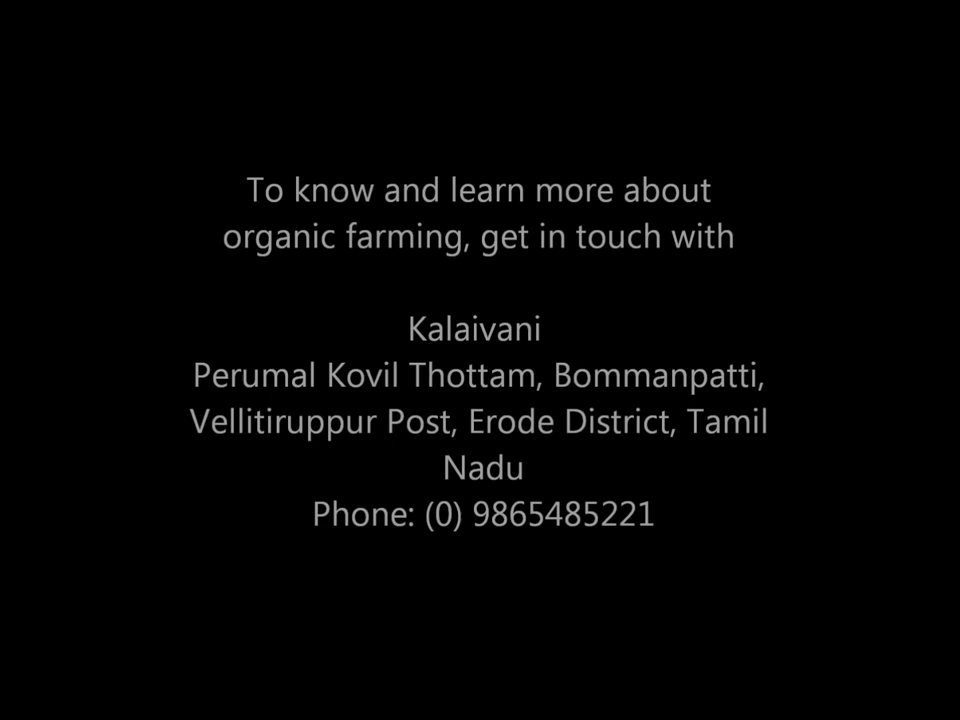 To know and learn more about
organic farming, get in touch with
Kalaivani
Perumal Kovil Thottam, Bommanpatti,
Vellitiruppur Post, Erode District, Tamil
Nadu
Phone: (0) 9865485221